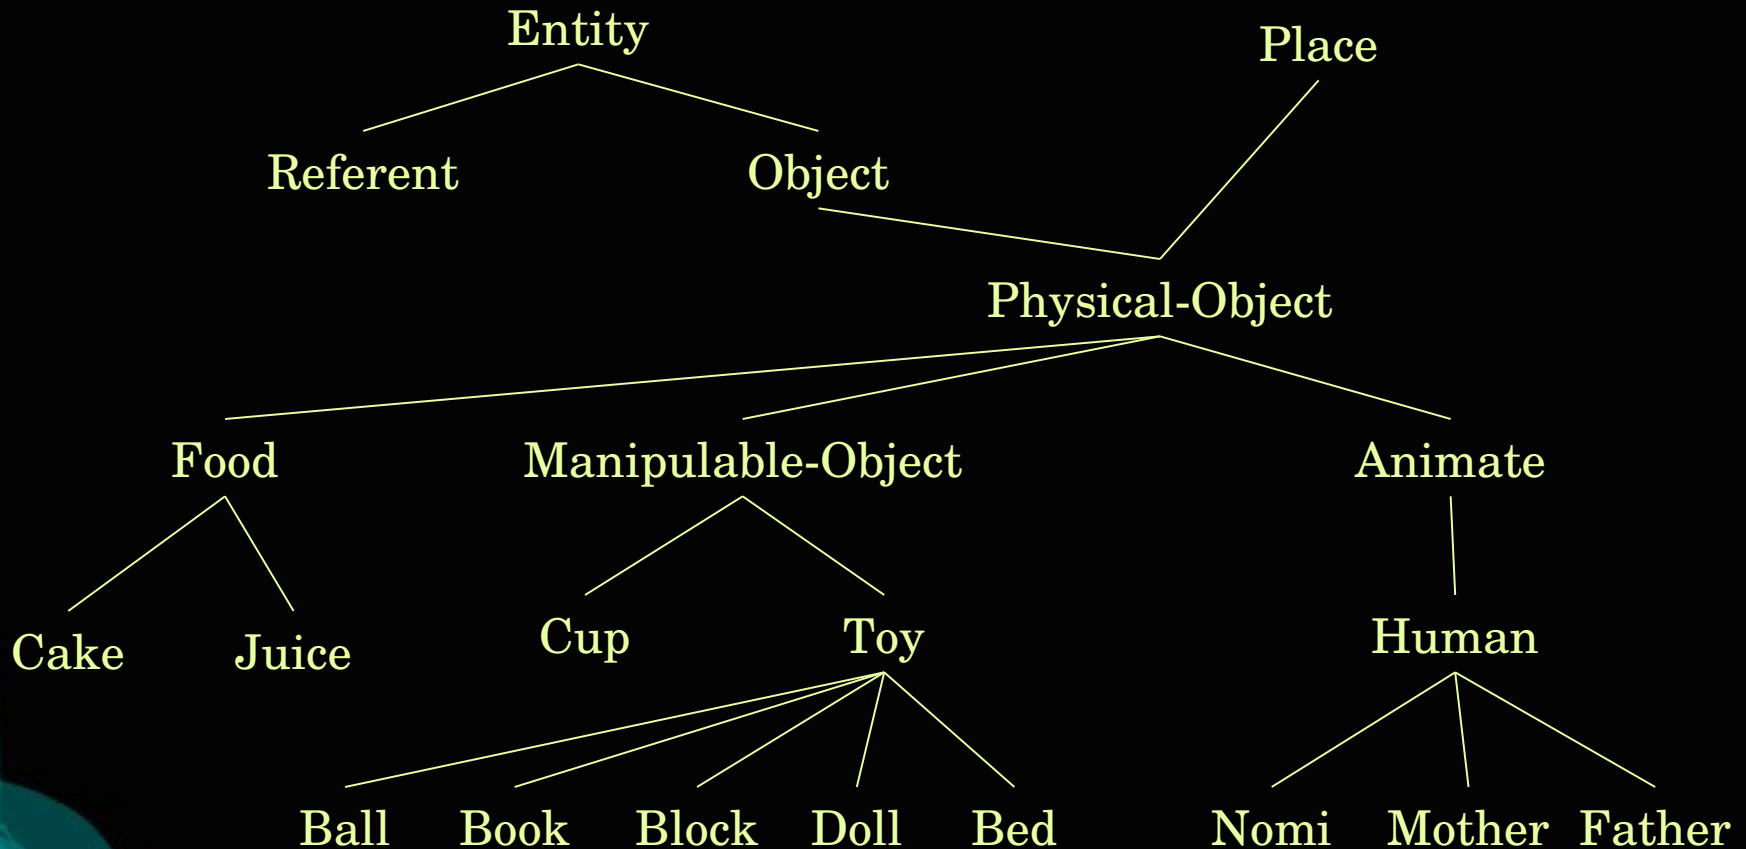 Entity
Place
Referent Object
Physical-Object
Food Manipulable-Object Animate
Cup Toy Human
Cake Juice
Ball Book Block Doll Bed Nomi Mother Father